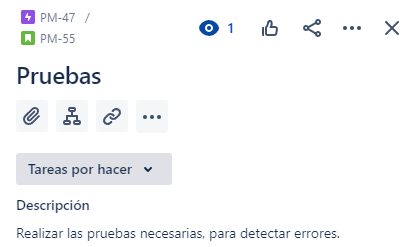 PM-47 /
PM-55
1
Pruebas
Tareas por hacer
Descripción
Realizar las pruebas necesarias, para detectar errores.